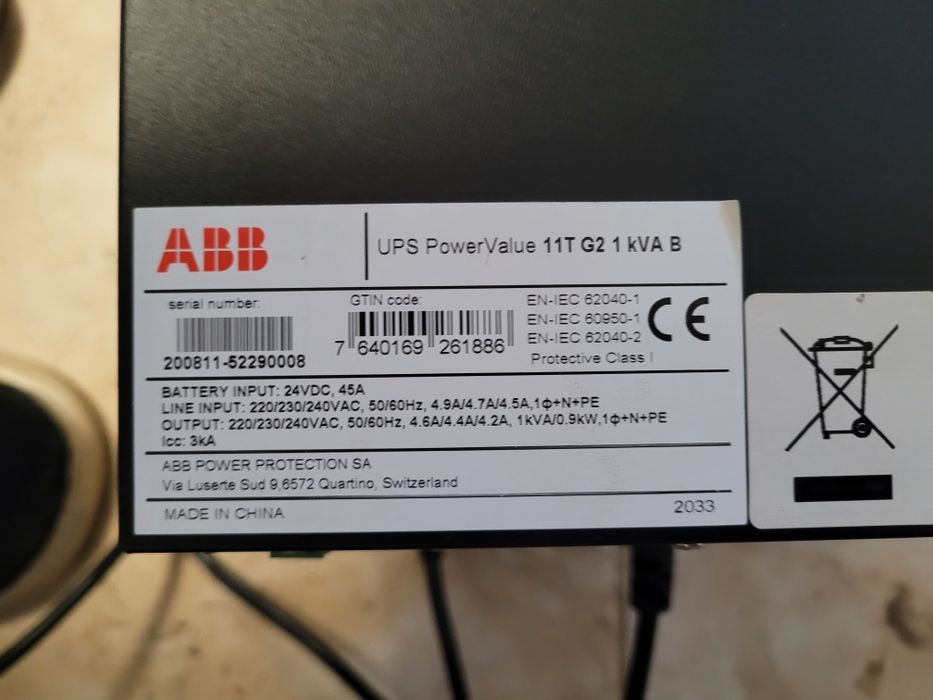 ABB
UPS PowerValue 11T G2 1 kVA B
serial number:
200811-52290008
GTIN code:
7 640169 261886
EN-IEC 62040-1
EN-IEC 60950-1
EN-IEC 62040-2
CE
Protective Class I
BATTERY INPUT: 24VDC, 45A
LINE INPUT: 220/230/240VAC, 50/60Hz, 4.9A/4.7A/4.5A,1ϕ+N+PE
OUTPUT: 220/230/240VAC, 50/60Hz, 4.6A/4.4A/4.2A, 1kVA/0.9kW,1ϕ+N+PE
Icc: 3kA
ABB POWER PROTECTION SA
Via Luserte Sud 9,6572 Quartino, Switzerland
MADE IN CHINA
2033